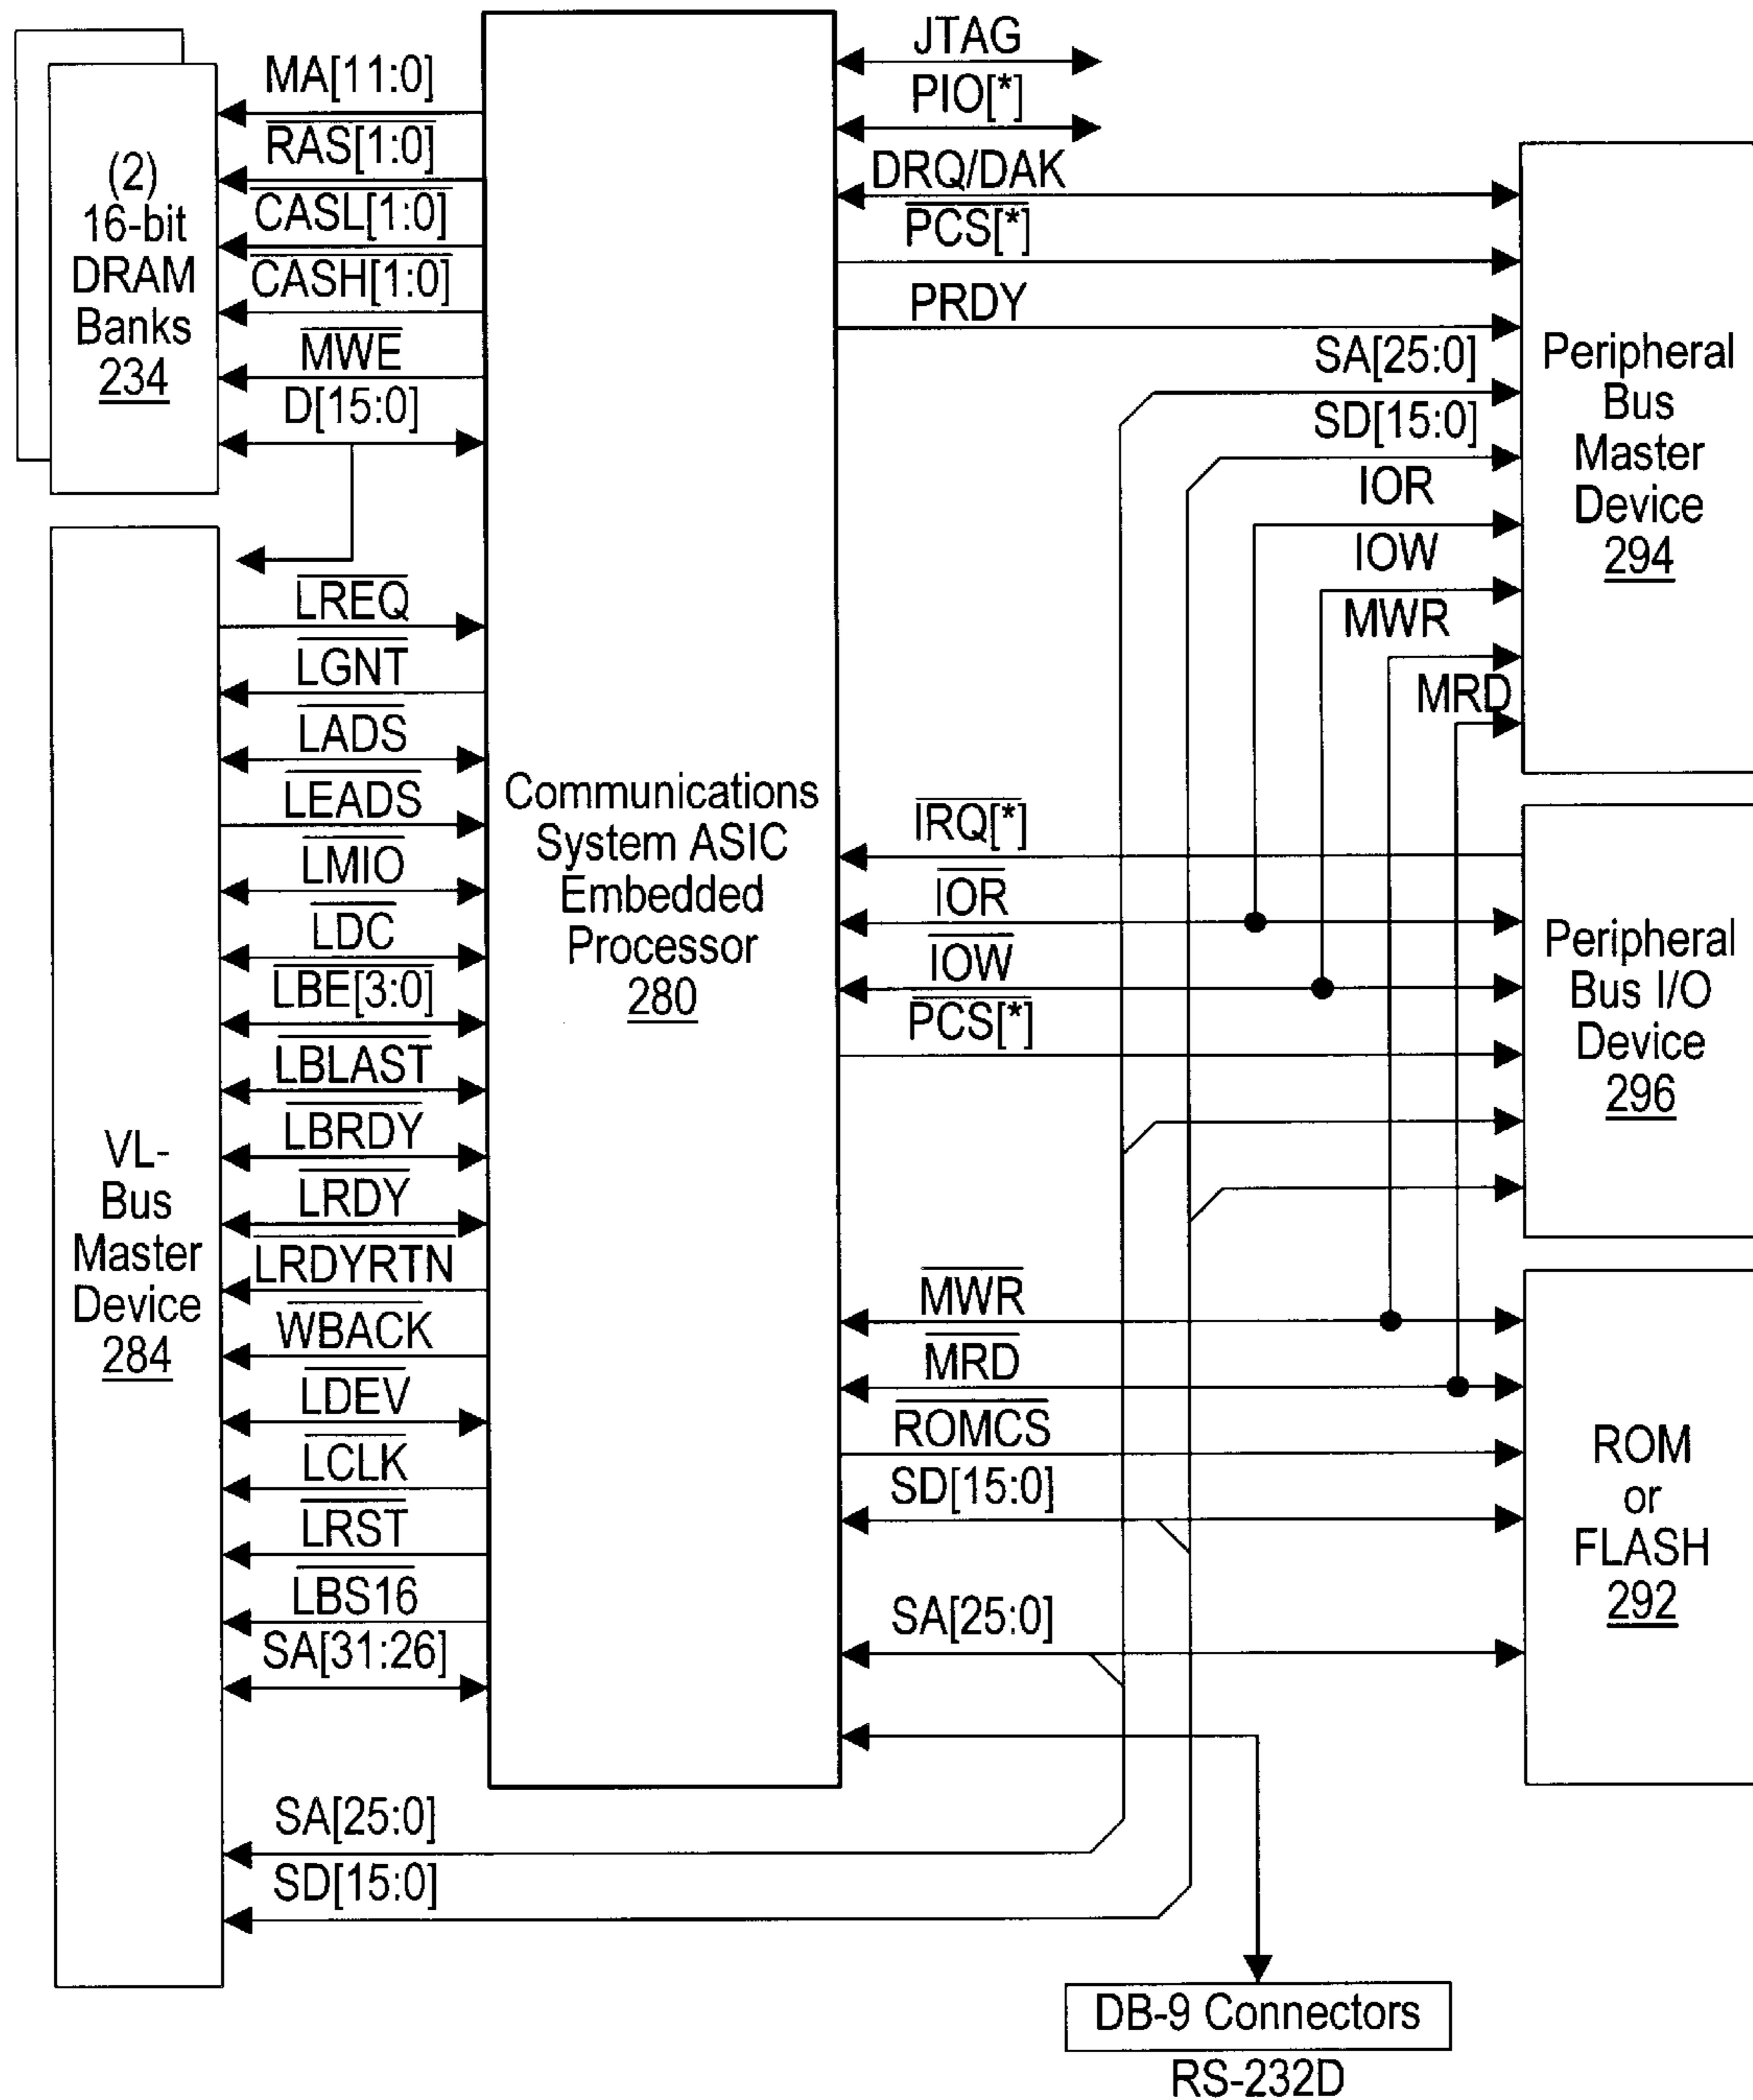 (2)
16-bit
DRAM
Banks
234
MA[11:0]
RAS[1:0]
CASL[1:0]
CASH[1:0]
MWE
D[15:0]
VL-
Bus
Master
Device
284
LREQ
LGNT
LADS
LEADS
LMIO
LDC
LBE[3:0]
LBLAST
LBRDY
LRDY
LRDYRTN
WBACK
LDEV
LCLK
LRST
LBS16
SA[31:26]
SA[25:0]
SD[15:0]
Communications
System ASIC
Embedded
Processor
280
JTAG
PIO[*]
DRQ/DAK
PCS[*]
PRDY
SA[25:0]
SD[15:0]
IOR
IOW
MWR
MRD
Peripheral
Bus
Master
Device
294
IRQ[*]
IOR
IOW
PCS[*]
Peripheral
Bus I/O
Device
296
MWR
MRD
ROMCS
SD[15:0]
SA[25:0]
ROM
or
FLASH
292
DB-9 Connectors
RS-232D